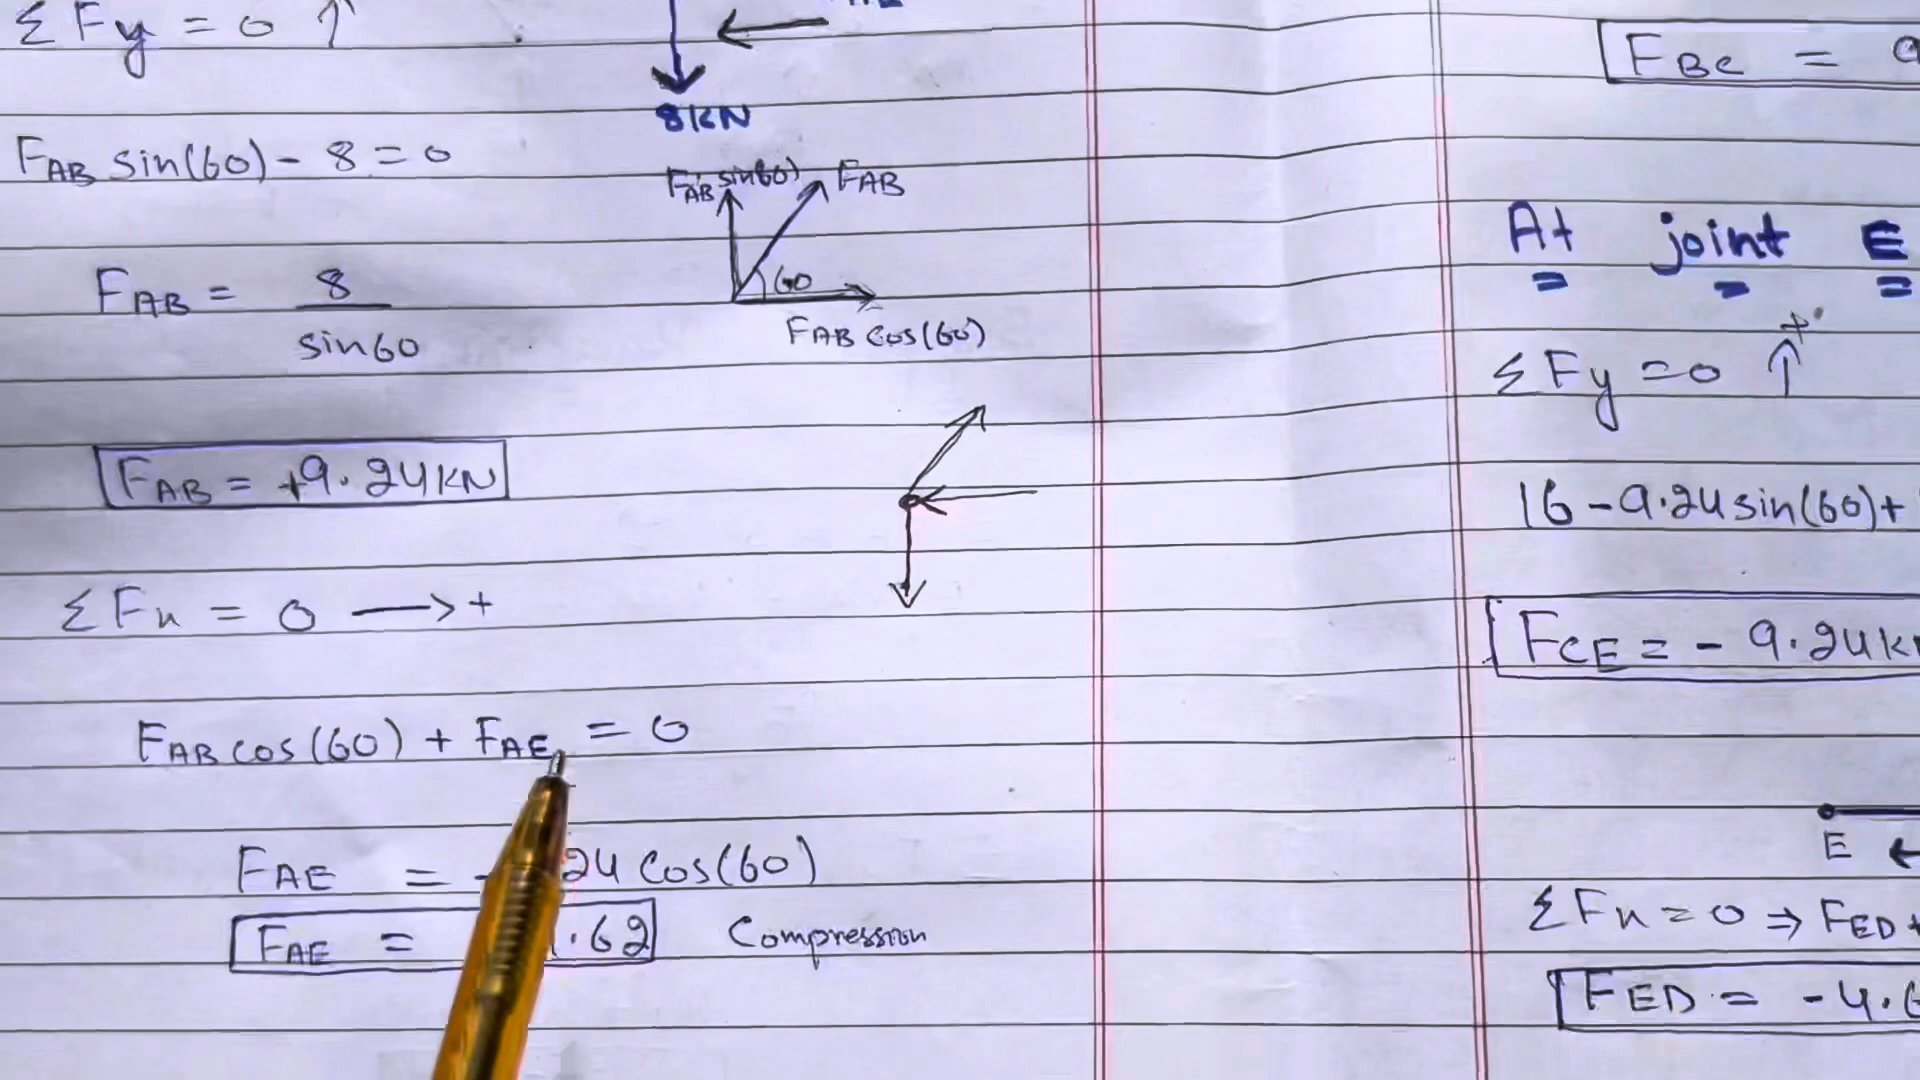 ΣFy = 0 ↑
8KN
FAB sin(60) - 8 = 0
FAB sin(60)
FAB
60
FAB cos(60)
FAB = 8
sin60
FAB = +9.24KN
ΣFx = 0 → +
FAB cos(60) + FAE = 0
FAE = 24 cos(60)
FAE = .62 Compression
FBC =
At joint E
+
ΣFy = 0 ↑
16 - 9.24 sin(60) +
FCE = - 9.24K
E
ΣFx = 0 ⇒ FED +
FED = -4.6